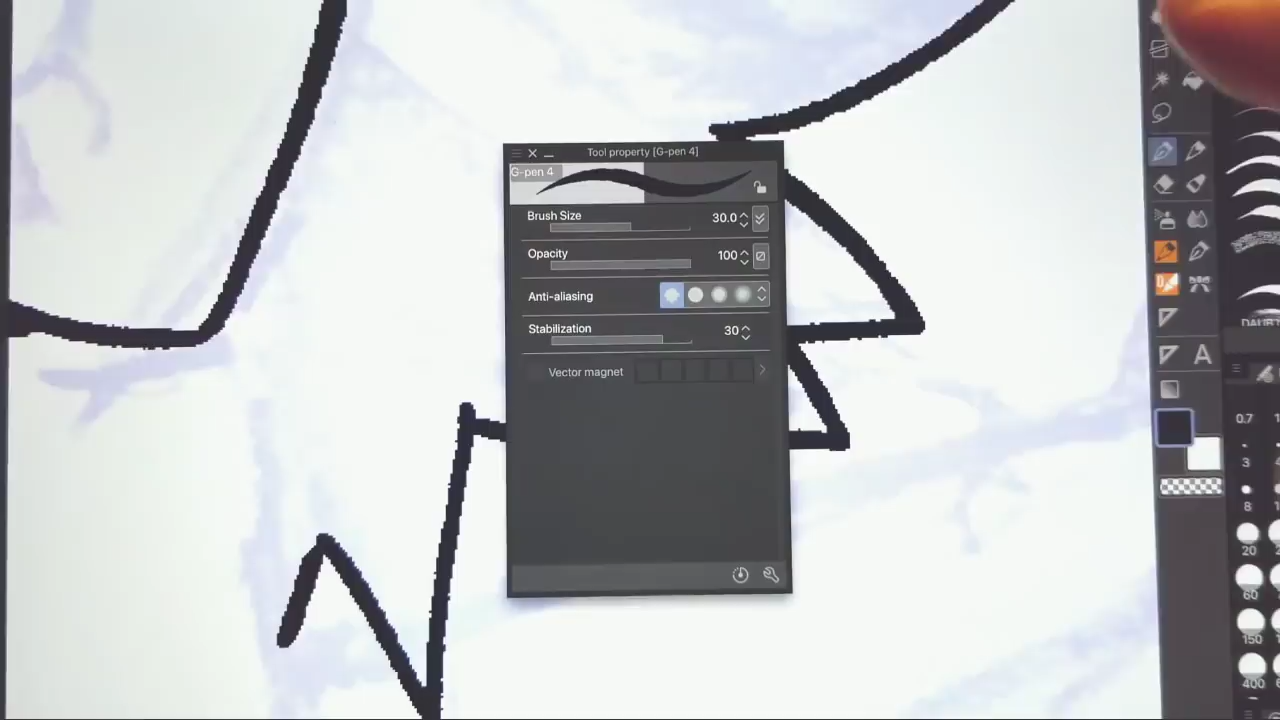 Tool property [G-pen 4]
G-pen 4
Brush Size 30.0
Opacity 100
Anti-aliasing
Stabilization 30
Vector magnet
A
0.7
3
8
20
60
150
400